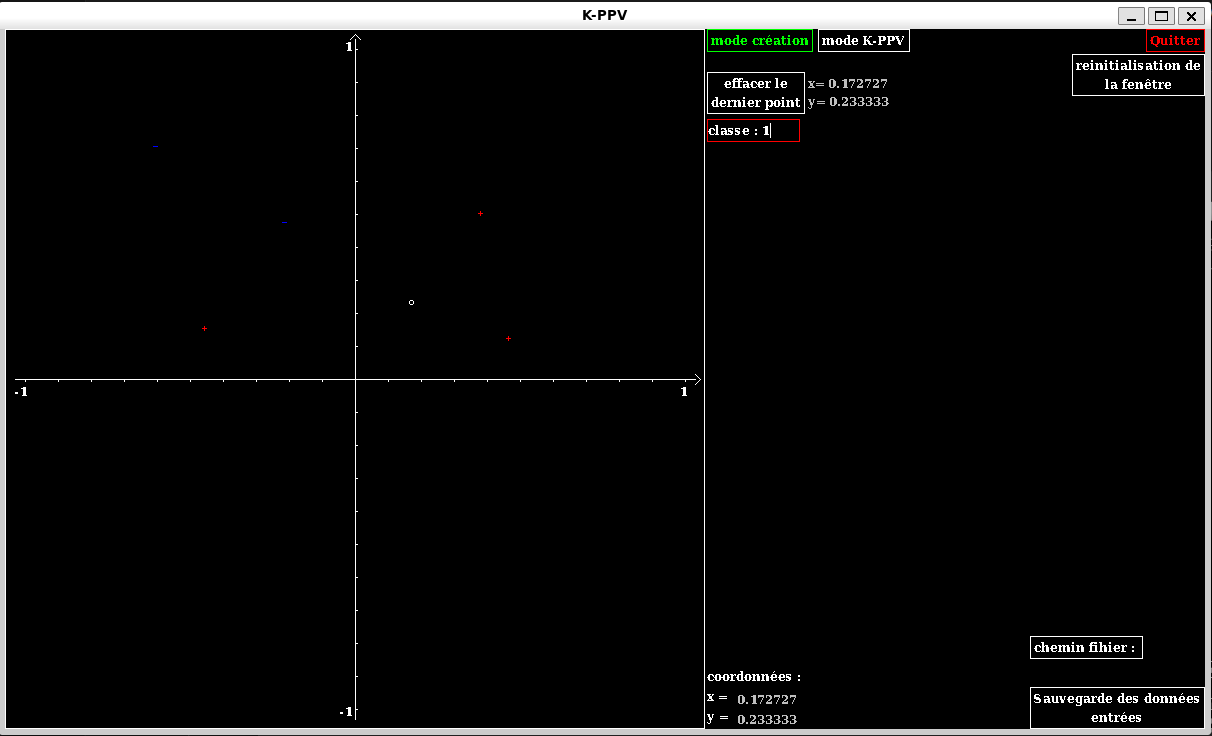 K-PPV
mode création
mode K-PPV
Quitter
reinitialisation de
la fenêtre
effacer le
dernier point
x= 0.172727
y= 0.233333
classe : 1
1
-1
1
-1
chemin fihier :
coordonnées :
x = 0.172727
y = 0.233333
Sauvegarde des données
entrées